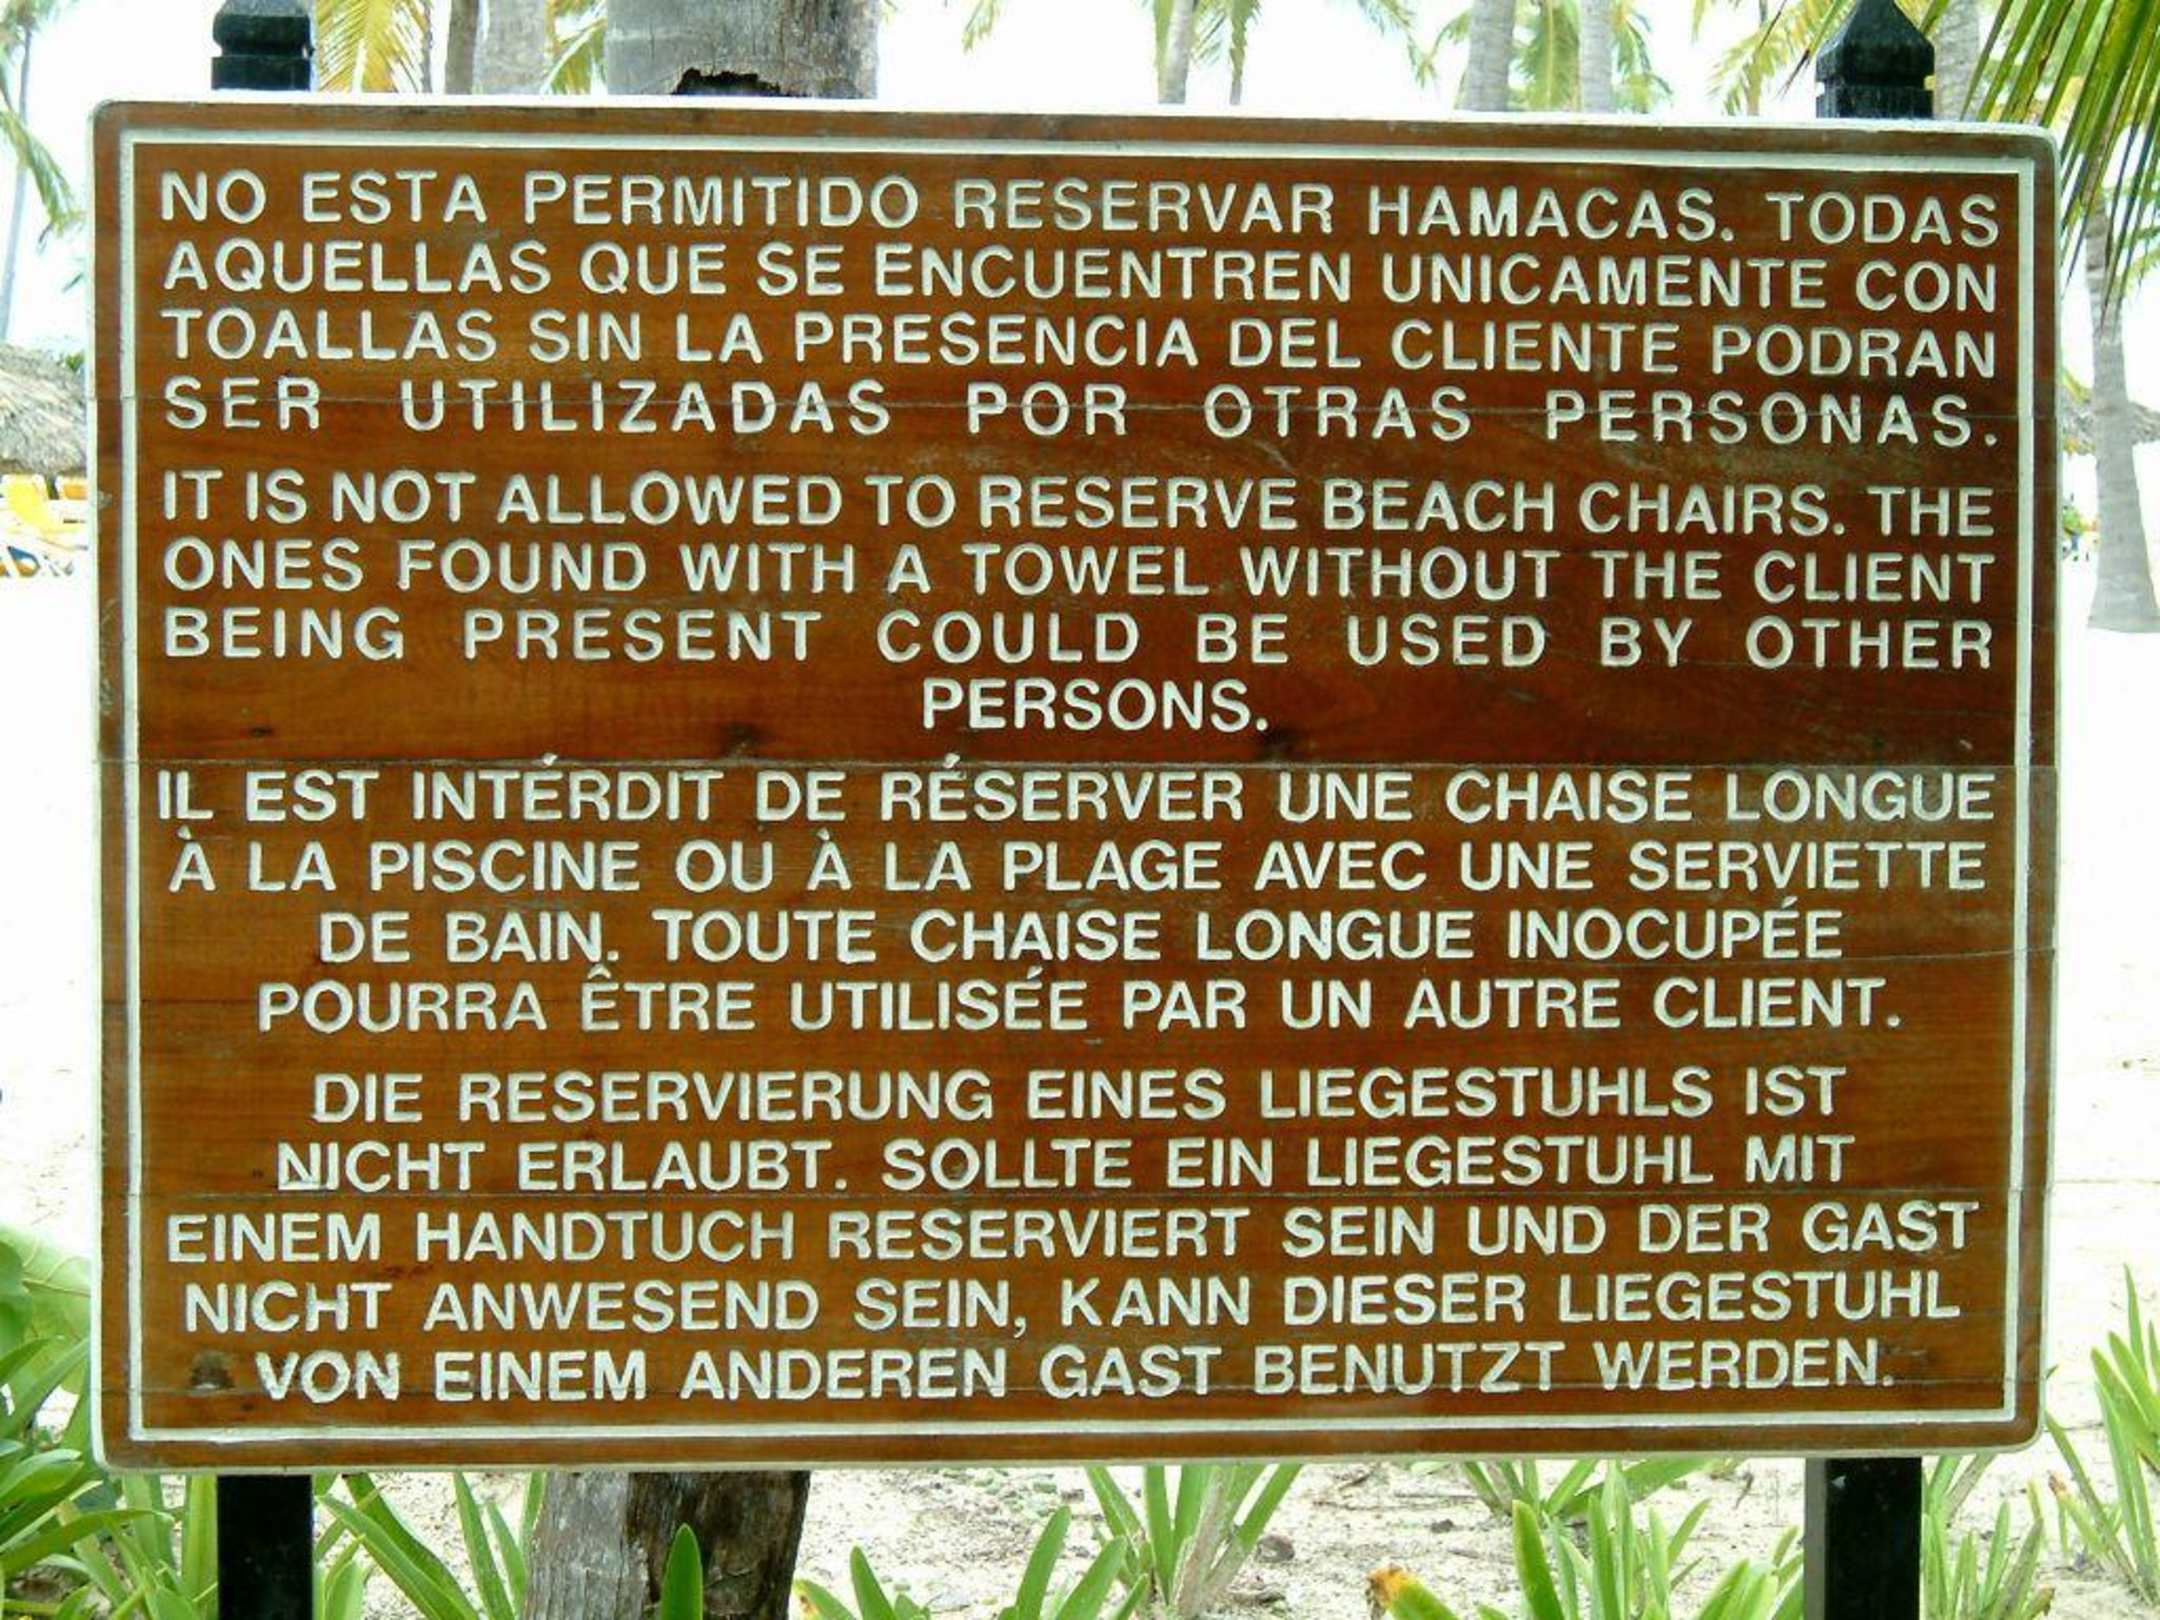 NO ESTA PERMITIDO RESERVAR HAMACAS. TODAS
AQUELLAS QUE SE ENCUENTREN UNICAMENTE CON
TOALLAS SIN LA PRESENCIA DEL CLIENTE PODRAN
SER UTILIZADAS POR OTRAS PERSONAS.
IT IS NOT ALLOWED TO RESERVE BEACH CHAIRS. THE
ONES FOUND WITH A TOWEL WITHOUT THE CLIENT
BEING PRESENT COULD BE USED BY OTHER
PERSONS.
IL EST INTÉRDIT DE RÉSERVER UNE CHAISE LONGUE
À LA PISCINE OU À LA PLAGE AVEC UNE SERVIETTE
DE BAIN. TOUTE CHAISE LONGUE INOCUPÉE
POURRA ÊTRE UTILISÉE PAR UN AUTRE CLIENT.
DIE RESERVIERUNG EINES LIEGESTUHLS IST
NICHT ERLAUBT. SOLLTE EIN LIEGESTUHL MIT
EINEM HANDTUCH RESERVIERT SEIN UND DER GAST
NICHT ANWESEND SEIN, KANN DIESER LIEGESTUHL
VON EINEM ANDEREN GAST BENUTZT WERDEN.